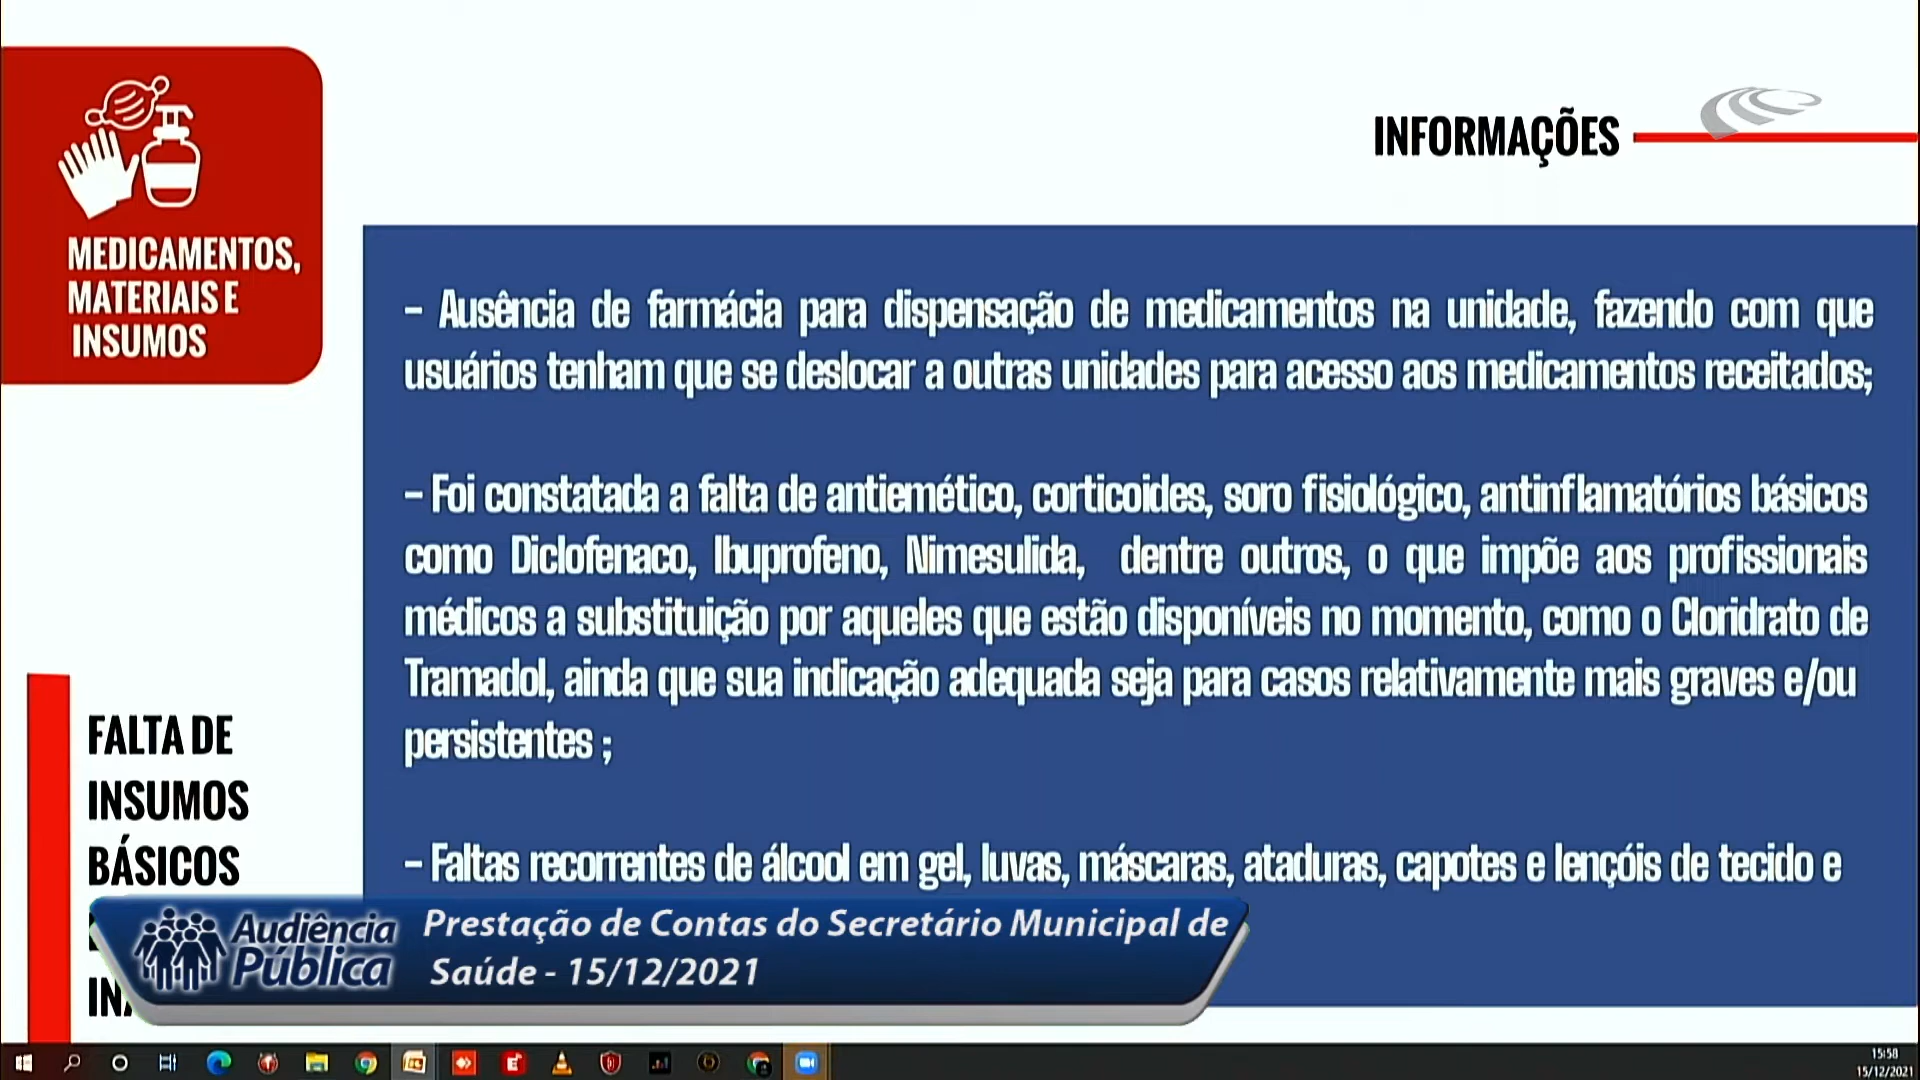 MEDICAMENTOS,
MATERIAIS E
INSUMOS
INFORMAÇÕES
- Ausência de farmácia para dispensação de medicamentos na unidade, fazendo com que
usuários tenham que se deslocar a outras unidades para acesso aos medicamentos receitados;
- Foi constatada a falta de antiemético, corticoides, soro fisiológico, antinflamatórios básicos
como Diclofenaco, Ibuprofeno, Nimesulida, dentre outros, o que impõe aos profissionais
médicos a substituição por aqueles que estão disponíveis no momento, como o Cloridrato de
Tramadol, ainda que sua indicação adequada seja para casos relativamente mais graves e/ou
persistentes ;
- Faltas recorrentes de álcool em gel, luvas, máscaras, ataduras, capotes e lençóis de tecido e
FALTA DE
INSUMOS
BÁSICOS
Audiência
Pública
Prestação de Contas do Secretário Municipal de
Saúde - 15/12/2021
15:58
15/12/2021